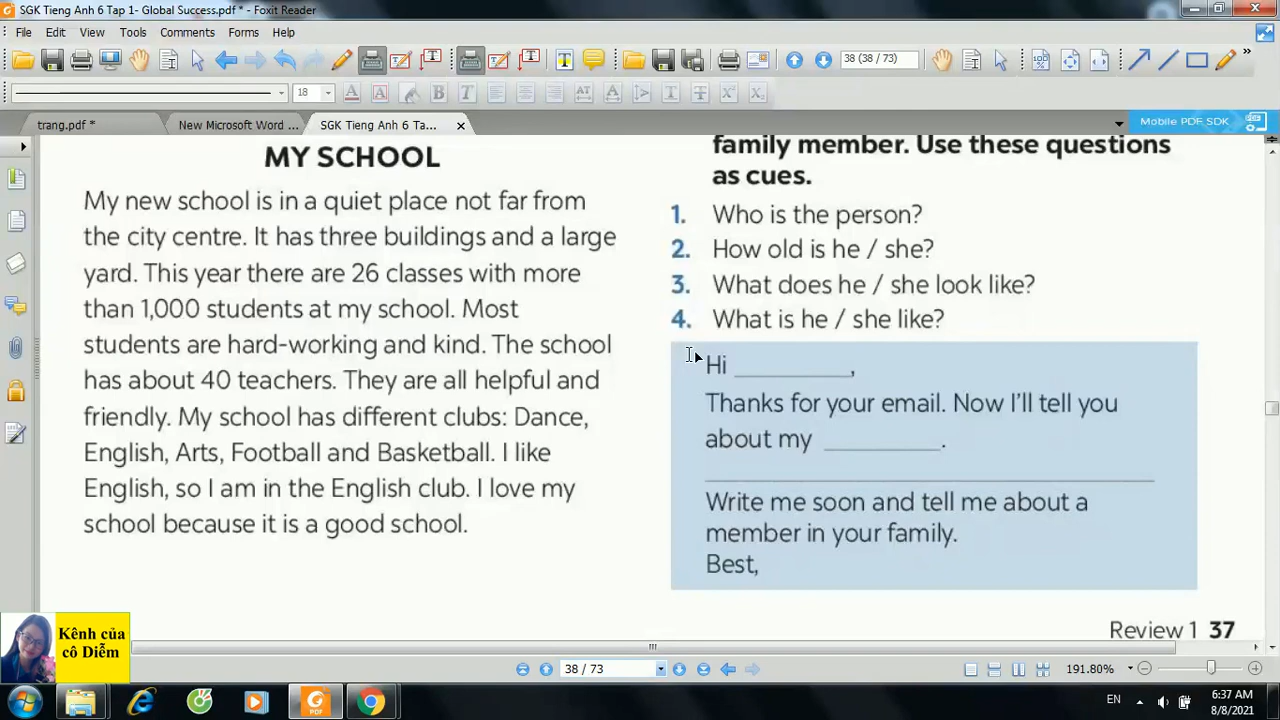 SGK Tieng Anh 6 Tap 1- Global Success.pdf * - Foxit Reader
File Edit View Tools Comments Forms Help
38 (38 / 73)
18
trang.pdf *
New Microsoft Word ...
SGK Tieng Anh 6 Ta...
Mobile PDF SDK
MY SCHOOL
My new school is in a quiet place not far from
the city centre. It has three buildings and a large
yard. This year there are 26 classes with more
than 1,000 students at my school. Most
students are hard-working and kind. The school
has about 40 teachers. They are all helpful and
friendly. My school has different clubs: Dance,
English, Arts, Football and Basketball. I like
English, so I am in the English club. I love my
school because it is a good school.
family member. Use these questions
as cues.
1. Who is the person?
2. How old is he / she?
3. What does he / she look like?
4. What is he / she like?
Hi __________,
Thanks for your email. Now I'll tell you
about my __________.
Write me soon and tell me about a
member in your family.
Best,
Review 1 37
Kênh của
cô Diễm
38 / 73
191.80%
EN
6:37 AM
8/8/2021